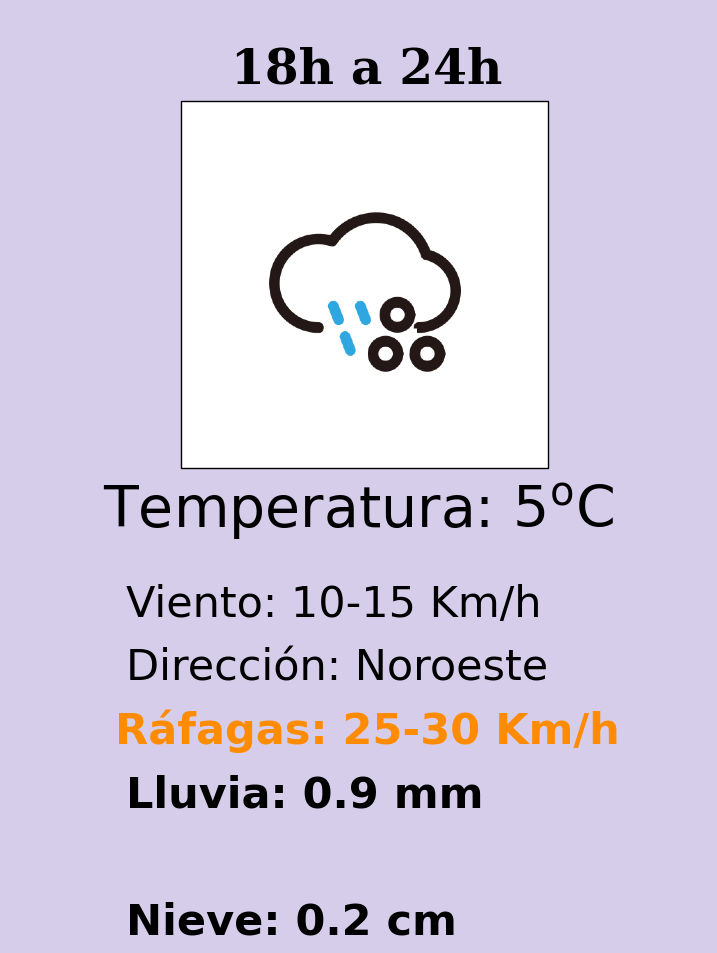 18h a 24h
Temperatura: 5ºC
Viento: 10-15 Km/h
Dirección: Noroeste
Ráfagas: 25-30 Km/h
Lluvia: 0.9 mm
Nieve: 0.2 cm